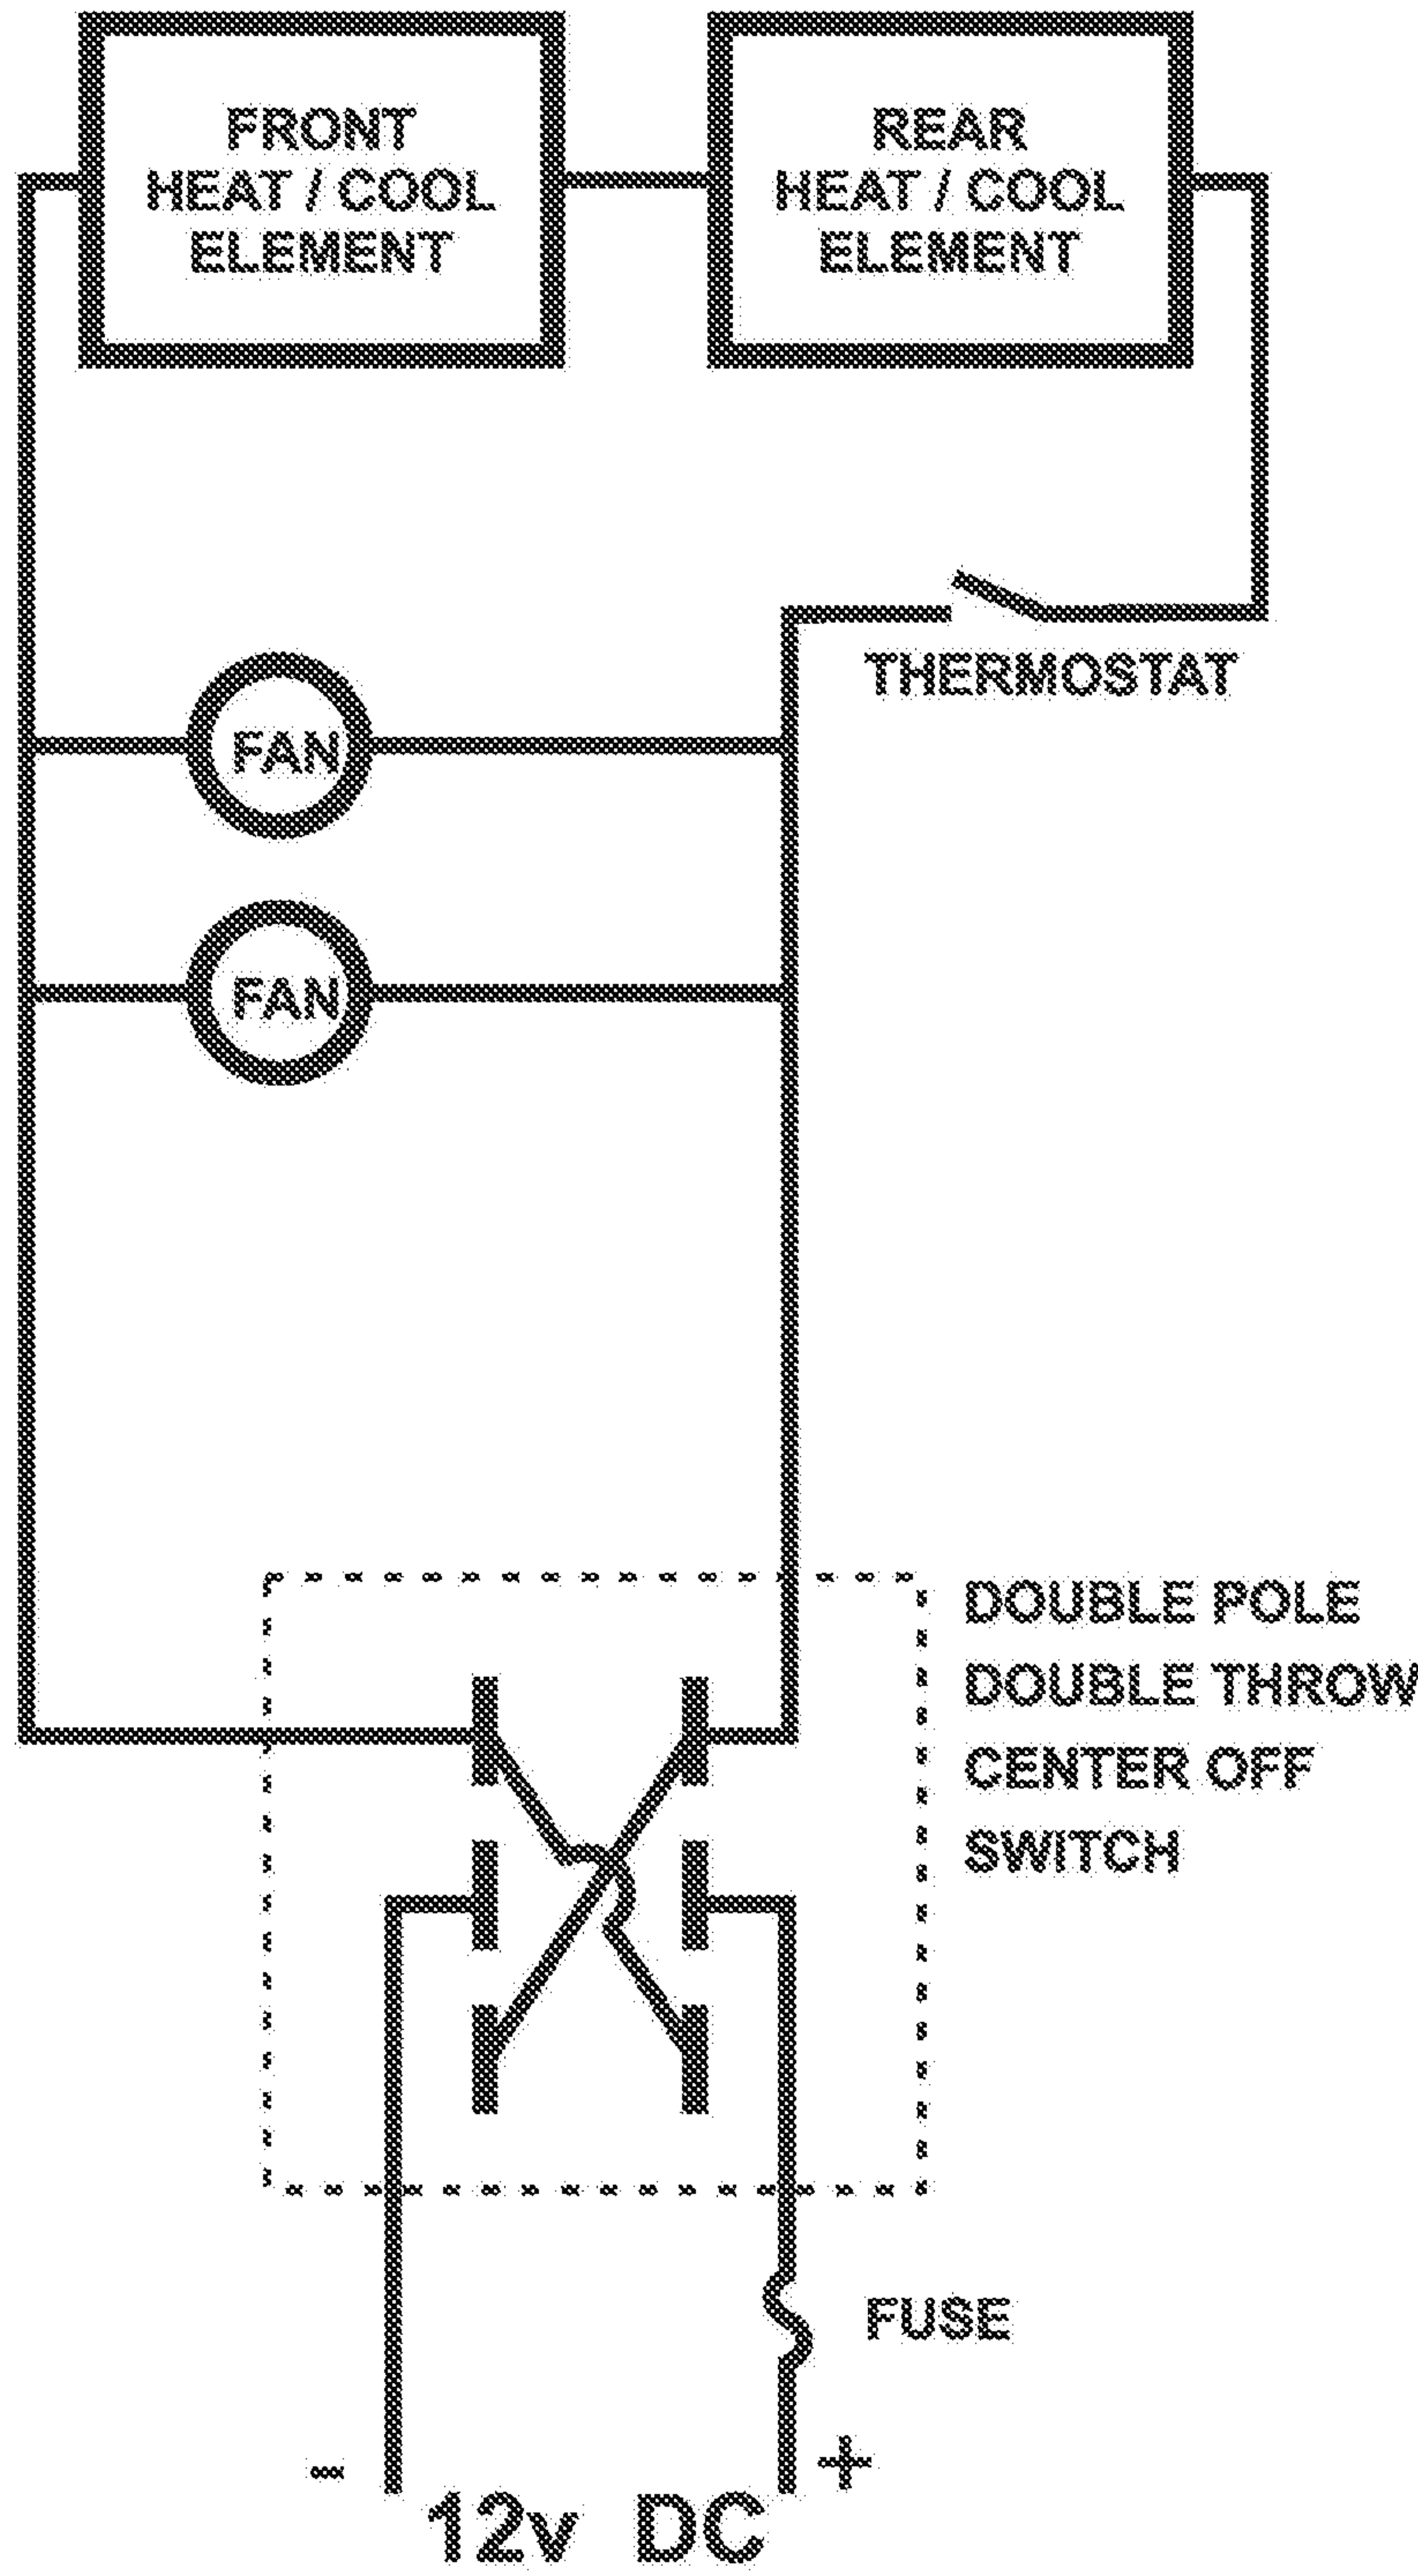 FRONT
HEAT / COOL
ELEMENT
REAR
HEAT / COOL
ELEMENT
THERMOSTAT
FAN
FAN
DOUBLE POLE
DOUBLE THROW
CENTER OFF
SWITCH
FUSE
- +
12v DC